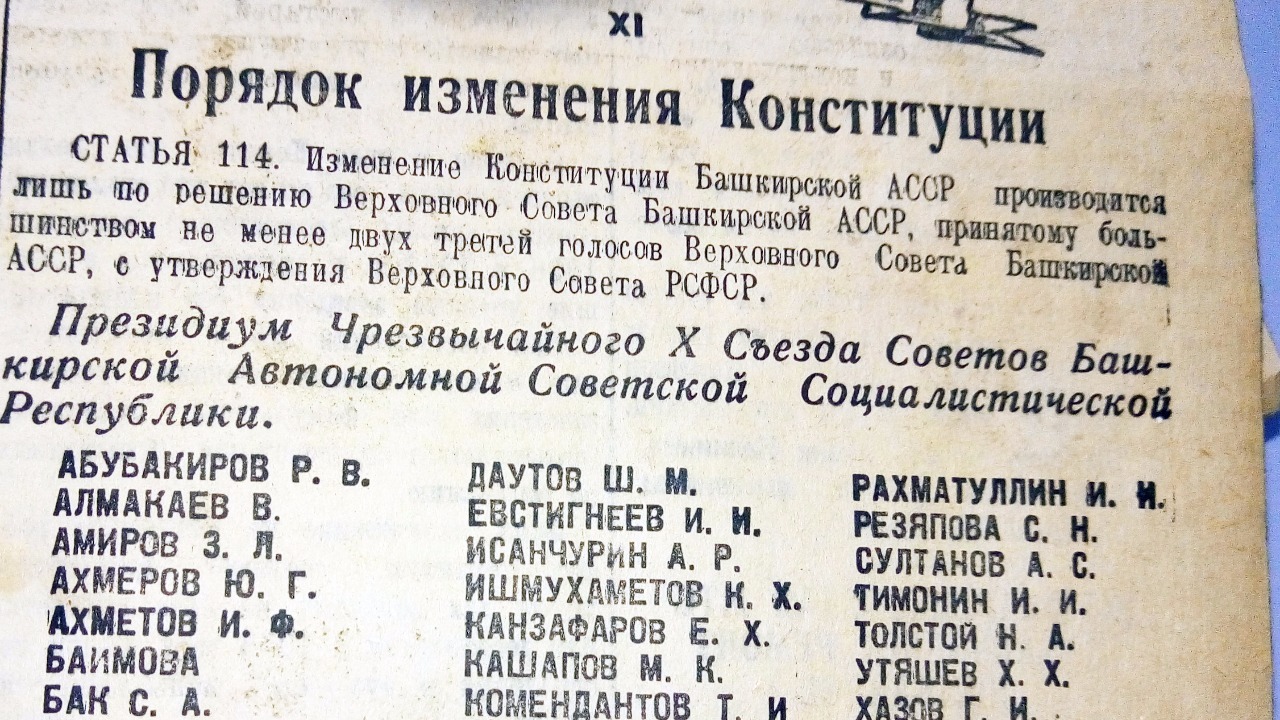 XI
Порядок изменения Конституции
СТАТЬЯ 114. Изменение Конституции Башкирской АССР производится
лишь по решению Верховного Совета Башкирской АССР, принятому боль-
шинством не менее двух третей голосов Верховного Совета Башкирской
АССР, с утверждения Верховного Совета РСФСР.
Президиум Чрезвычайного X Съезда Советов Баш-
кирской Автономной Советской Социалистической
Республики.
АБУБАКИРОВ Р. В.
АЛМАКАЕВ В.
АМИРОВ З. Л.
АХМЕРОВ Ю. Г.
АХМЕТОВ И. Ф.
БАИМОВА
БАК С. А.
ДАУТОВ Ш. М.
ЕВСТИГНЕЕВ И. И.
ИСАНЧУРИН А. Р.
ИШМУХАМЕТОВ К. Х.
КАНЗАФАРОВ Е. Х.
КАШАПОВ М. К.
КОМЕНДАНТОВ Т. И
РАХМАТУЛЛИН И. И.
РЕЗЯПОВА С. Н.
СУЛТАНОВ А. С.
ТИМОНИН И. И.
ТОЛСТОЙ Н. А.
УТЯШЕВ Х. Х.
ХАЗОВ Г. И.